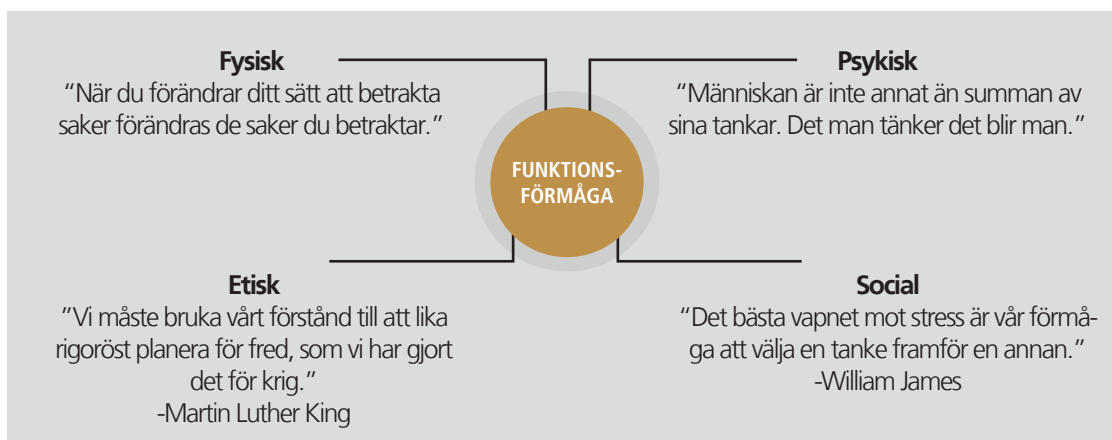 Fysisk
”När du förändrar ditt sätt att betrakta
saker förändras de saker du betraktar.”
Psykisk
”Människan är inte annat än summan av
sina tankar. Det man tänker det blir man.”
FUNKTIONS-
FÖRMÅGA
Etisk
”Vi måste bruka vårt förstånd till att lika
rigoröst planera för fred, som vi har gjort
det för krig.”
-Martin Luther King
Social
”Det bästa vapnet mot stress är vår förmå-
ga att välja en tanke framför en annan.”
-William James